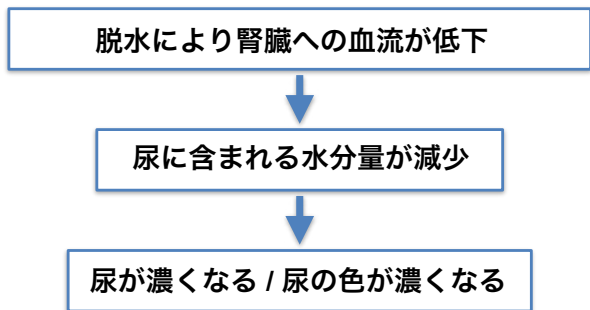 脱水により腎臓への血流が低下
尿に含まれる水分量が減少
尿が濃くなる / 尿の色が濃くなる